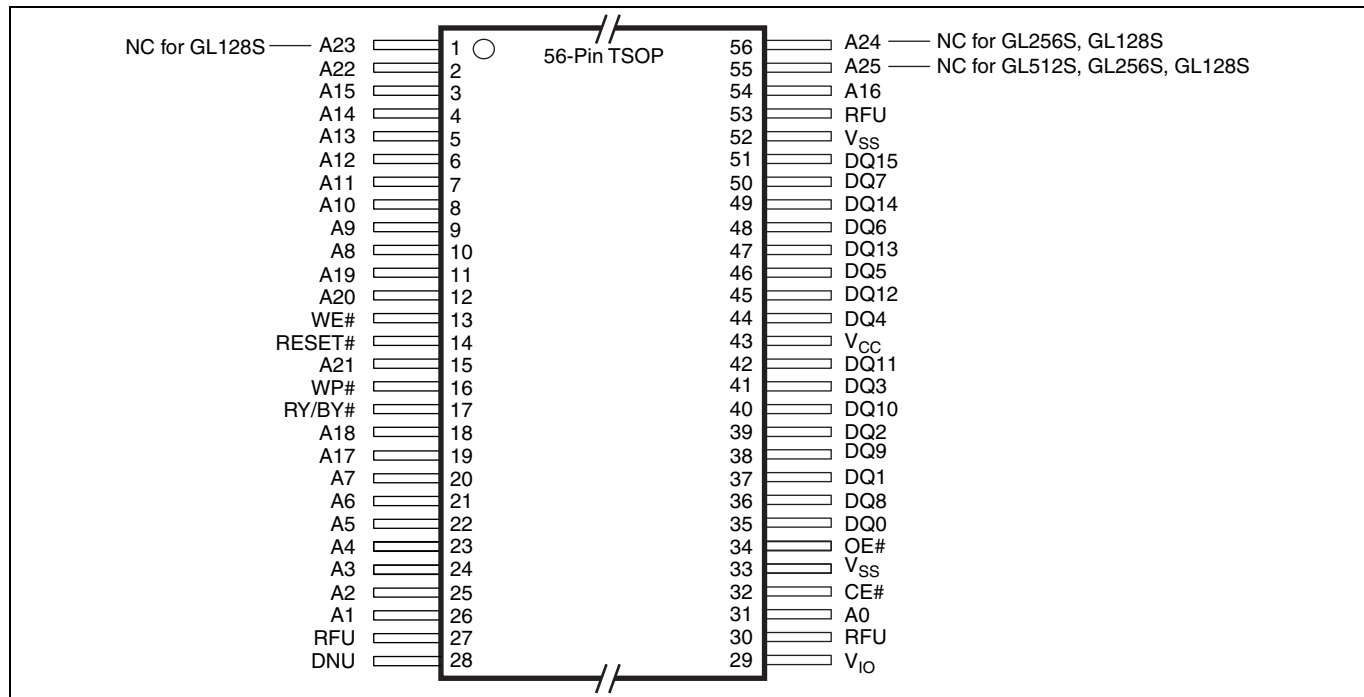 NC for GL128S A23 1 56-Pin TSOP 56 A24 NC for GL256S, GL128S
A22 2 55 A25 NC for GL512S, GL256S, GL128S
A15 3 54 A16
A14 4 53 RFU
A13 5 52 VSS
A12 6 51 DQ15
A11 7 50 DQ7
A10 8 49 DQ14
A9 9 48 DQ6
A8 10 47 DQ13
A19 11 46 DQ5
A20 12 45 DQ12
WE# 13 44 DQ4
RESET# 14 43 VCC
A21 15 42 DQ11
WP# 16 41 DQ3
RY/BY# 17 40 DQ10
A18 18 39 DQ2
A17 19 38 DQ9
A7 20 37 DQ1
A6 21 36 DQ8
A5 22 35 DQ0
A4 23 34 OE#
A3 24 33 VSS
A2 25 32 CE#
A1 26 31 A0
RFU 27 30 RFU
DNU 28 29 VIO